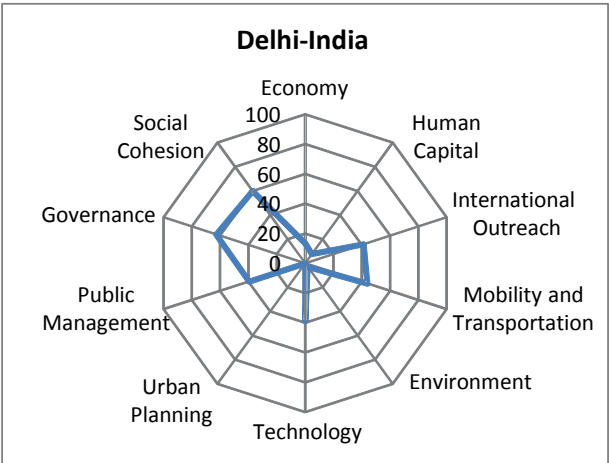 Delhi-India
Economy
Human
Capital
International
Outreach
Mobility and
Transportation
Environment
Technology
Urban
Planning
Public
Management
Governance
Social
Cohesion
100
80
60
40
20
0